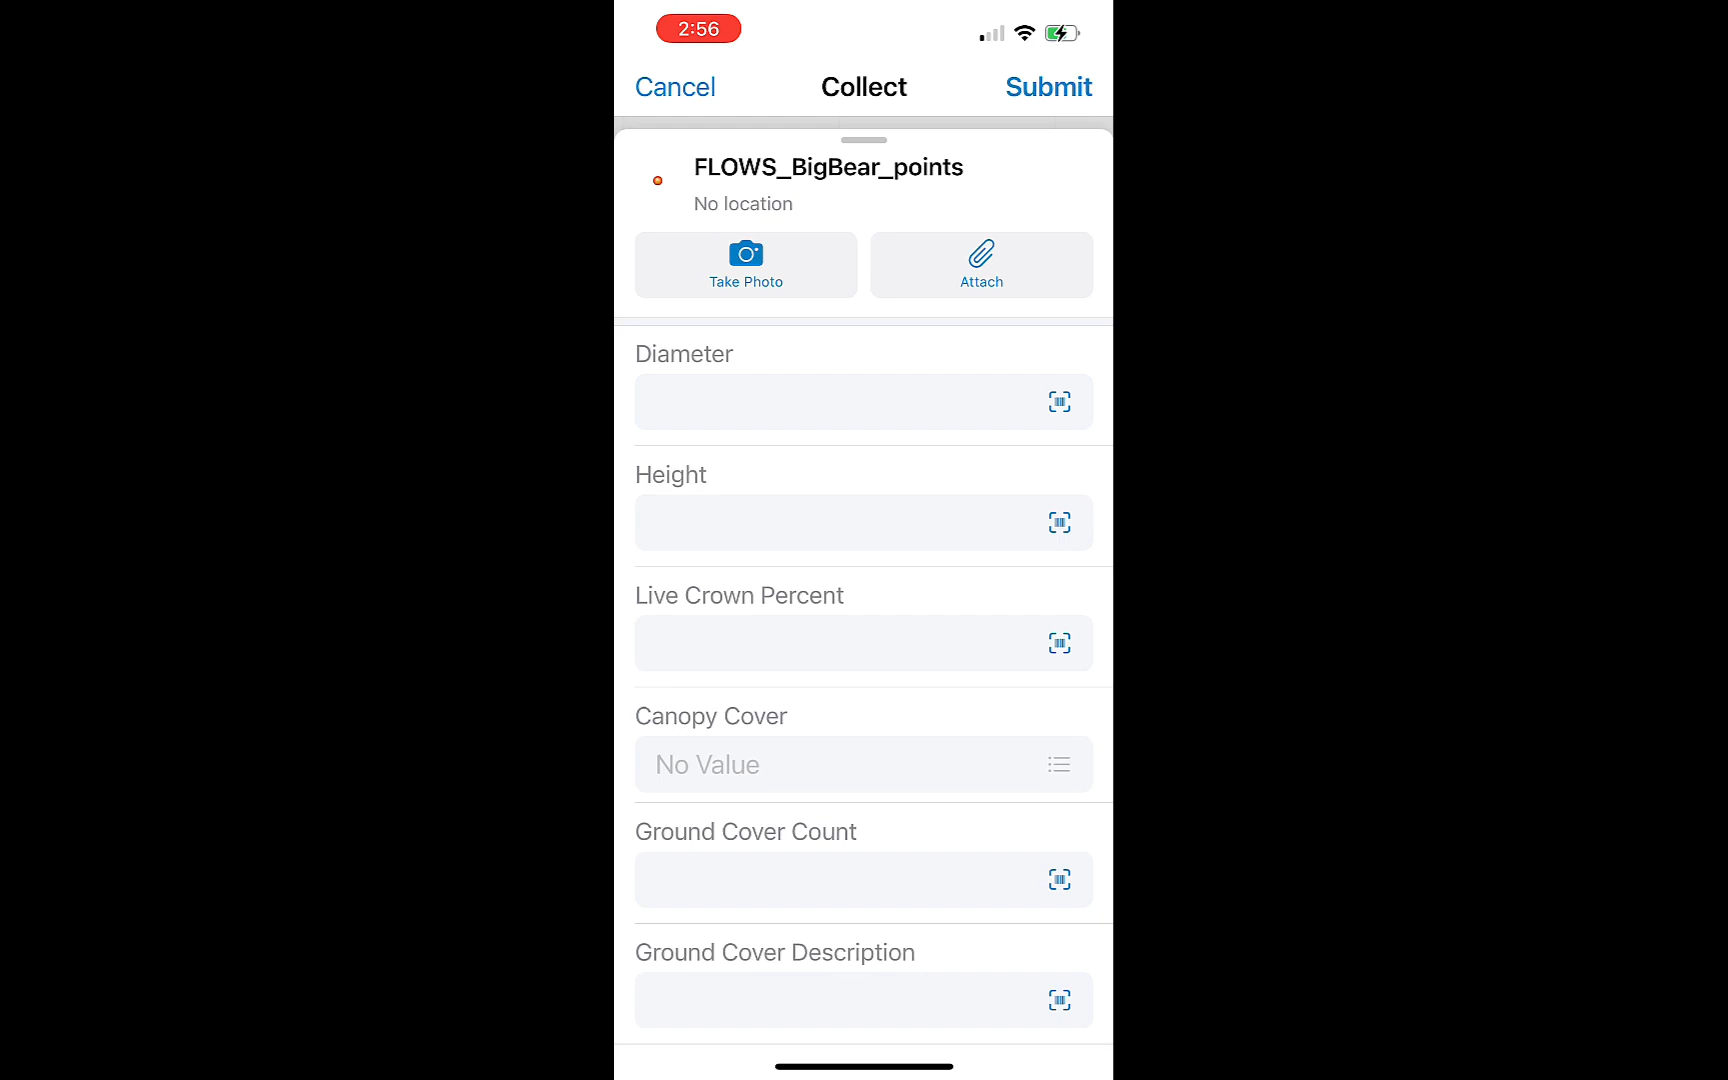 2:56
Cancel
Collect
Submit
FLOWS_BigBear_points
No location
Take Photo
Attach
Diameter
Height
Live Crown Percent
Canopy Cover
No Value
Ground Cover Count
Ground Cover Description